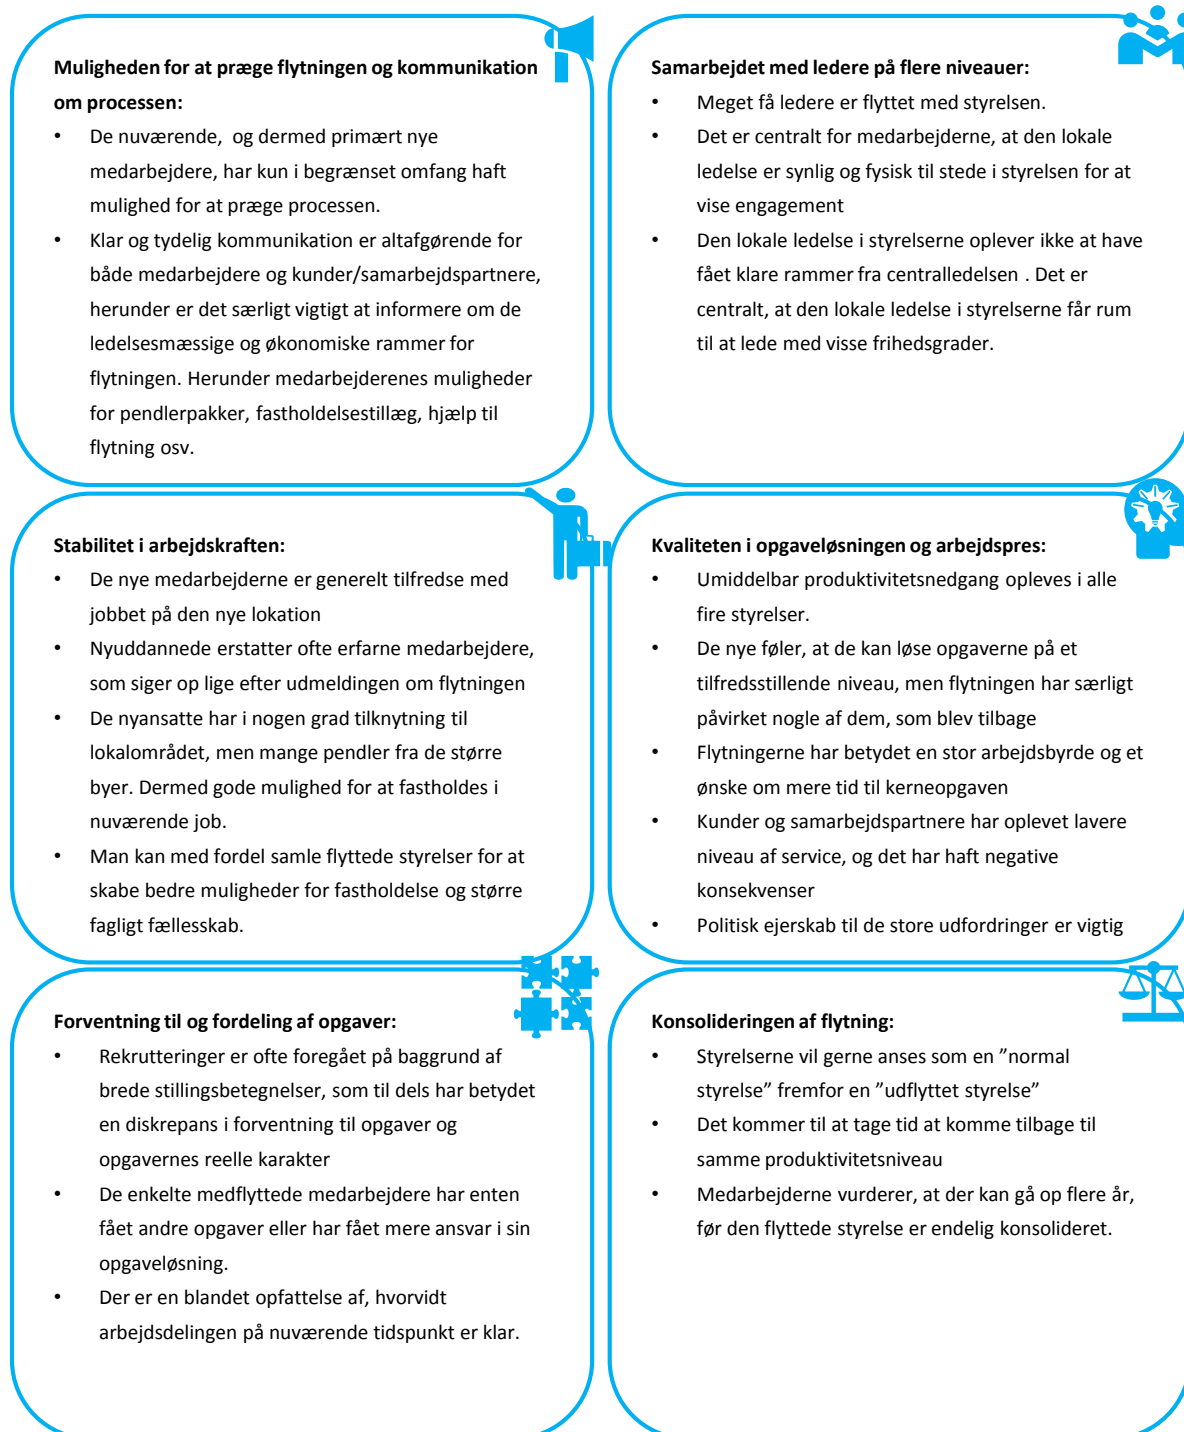 Muligheden for at præge flytningen og kommunikation
om processen:
• De nuværende, og dermed primært nye
medarbejdere, har kun i begrænset omfang haft
mulighed for at præge processen.
• Klar og tydelig kommunikation er altafgørende for
både medarbejdere og kunder/samarbejdspartnere,
herunder er det særligt vigtigt at informere om de
ledelsesmæssige og økonomiske rammer for
flytningen. Herunder medarbejderenes muligheder
for pendlerpakker, fastholdelsestillæg, hjælp til
flytning osv.
Samarbejdet med ledere på flere niveauer:
• Meget få ledere er flyttet med styrelsen.
• Det er centralt for medarbejderne, at den lokale
ledelse er synlig og fysisk til stede i styrelsen for at
vise engagement
• Den lokale ledelse i styrelserne oplever ikke at have
fået klare rammer fra centralledelsen . Det er
centralt, at den lokale ledelse i styrelserne får rum
til at lede med visse frihedsgrader.
Stabilitet i arbejdskraften:
• De nye medarbejderne er generelt tilfredse med
jobbet på den nye lokation
• Nyuddannede erstatter ofte erfarne medarbejdere,
som siger op lige efter udmeldingen om flytningen
• De nyansatte har i nogen grad tilknytning til
lokalområdet, men mange pendler fra de større
byer. Dermed gode mulighed for at fastholdes i
nuværende job.
• Man kan med fordel samle flyttede styrelser for at
skabe bedre muligheder for fastholdelse og større
fagligt fællesskab.
Kvaliteten i opgaveløsningen og arbejdspres:
• Umiddelbar produktivitetsnedgang opleves i alle
fire styrelser.
• De nye føler, at de kan løse opgaverne på et
tilfredsstillende niveau, men flytningen har særligt
påvirket nogle af dem, som blev tilbage
• Flytningerne har betydet en stor arbejdsbyrde og et
ønske om mere tid til kerneopgaven
• Kunder og samarbejdspartnere har oplevet lavere
niveau af service, og det har haft negative
konsekvenser
• Politisk ejerskab til de store udfordringer er vigtig
Forventning til og fordeling af opgaver:
• Rekrutteringer er ofte foregået på baggrund af
brede stillingsbetegnelser, som til dels har betydet
en diskrepans i forventning til opgaver og
opgavernes reelle karakter
• De enkelte medflyttede medarbejdere har enten
fået andre opgaver eller har fået mere ansvar i sin
opgaveløsning.
• Der er en blandet opfattelse af, hvorvidt
arbejdsdelingen på nuværende tidspunkt er klar.
Konsolideringen af flytning:
• Styrelserne vil gerne anses som en ”normal
styrelse” fremfor en ”udflyttet styrelse”
• Det kommer til at tage tid at komme tilbage til
samme produktivitetsniveau
• Medarbejderne vurderer, at der kan gå op flere år,
før den flyttede styrelse er endelig konsolideret.